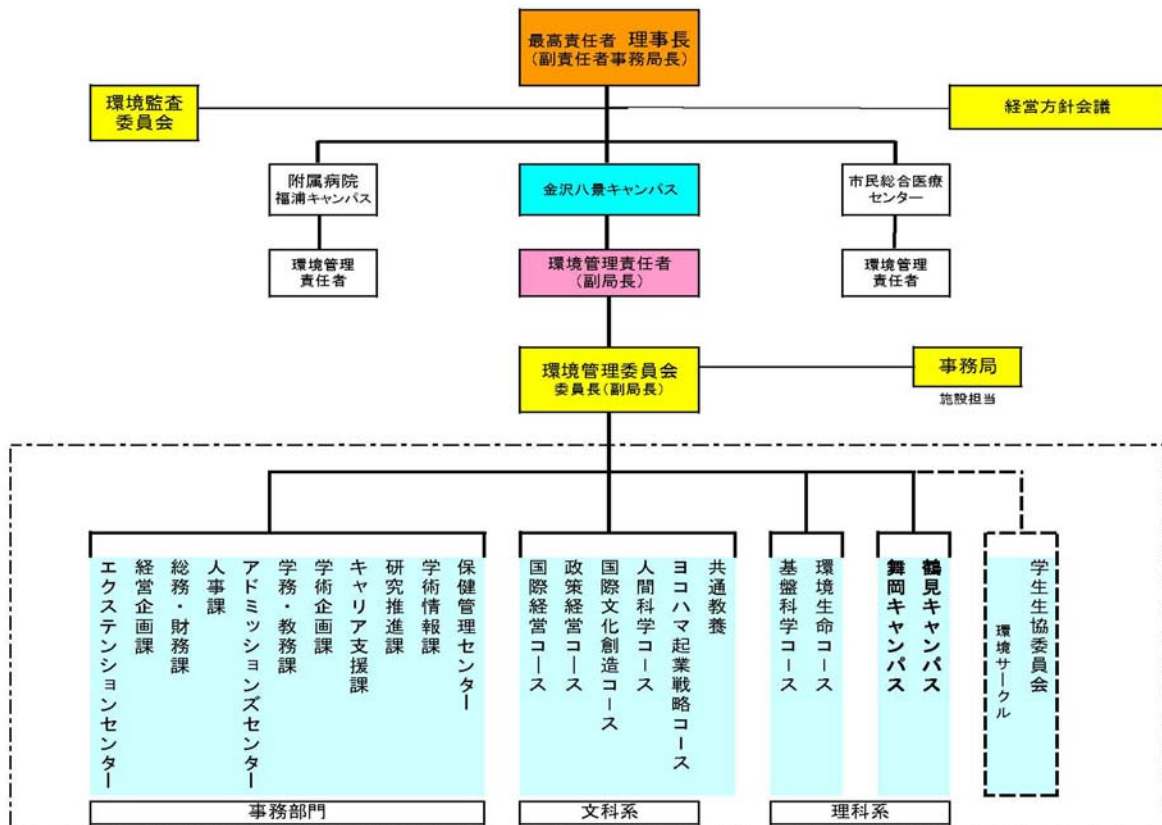 最高責任者 理事長
(副責任者事務局長)
環境監査
委員会
経営方針会議
附属病院
福浦キャンパス
金沢八景キャンパス
市民総合医療
センター
環境管理
責任者
環境管理責任者
(副局長)
環境管理
責任者
環境管理委員会
委員長(副局長)
事務局
施設担当
エクステンションセンター
経営企画課
総務・財務課
人事課
アドミッションズセンター
学務・教務課
学術企画課
キャリア支援課
研究推進課
学術情報課
保健管理センター
国際経営コース
政策経営コース
国際文化創造コース
人間科学コース
ヨコハマ起業戦略コース
共通教養
基盤科学コース
環境生命コース
舞岡キャンパス
鶴見キャンパス
環境サークル
学生生協委員会
事務部門
文科系
理科系